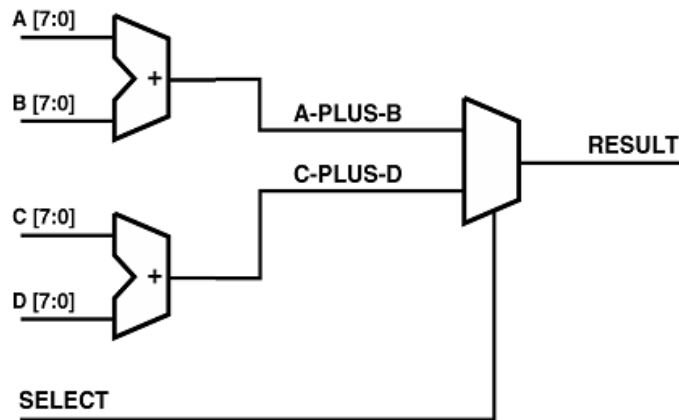 A [7:0]
+
B [7:0]
A-PLUS-B
RESULT
C-PLUS-D
C [7:0]
+
D [7:0]
SELECT